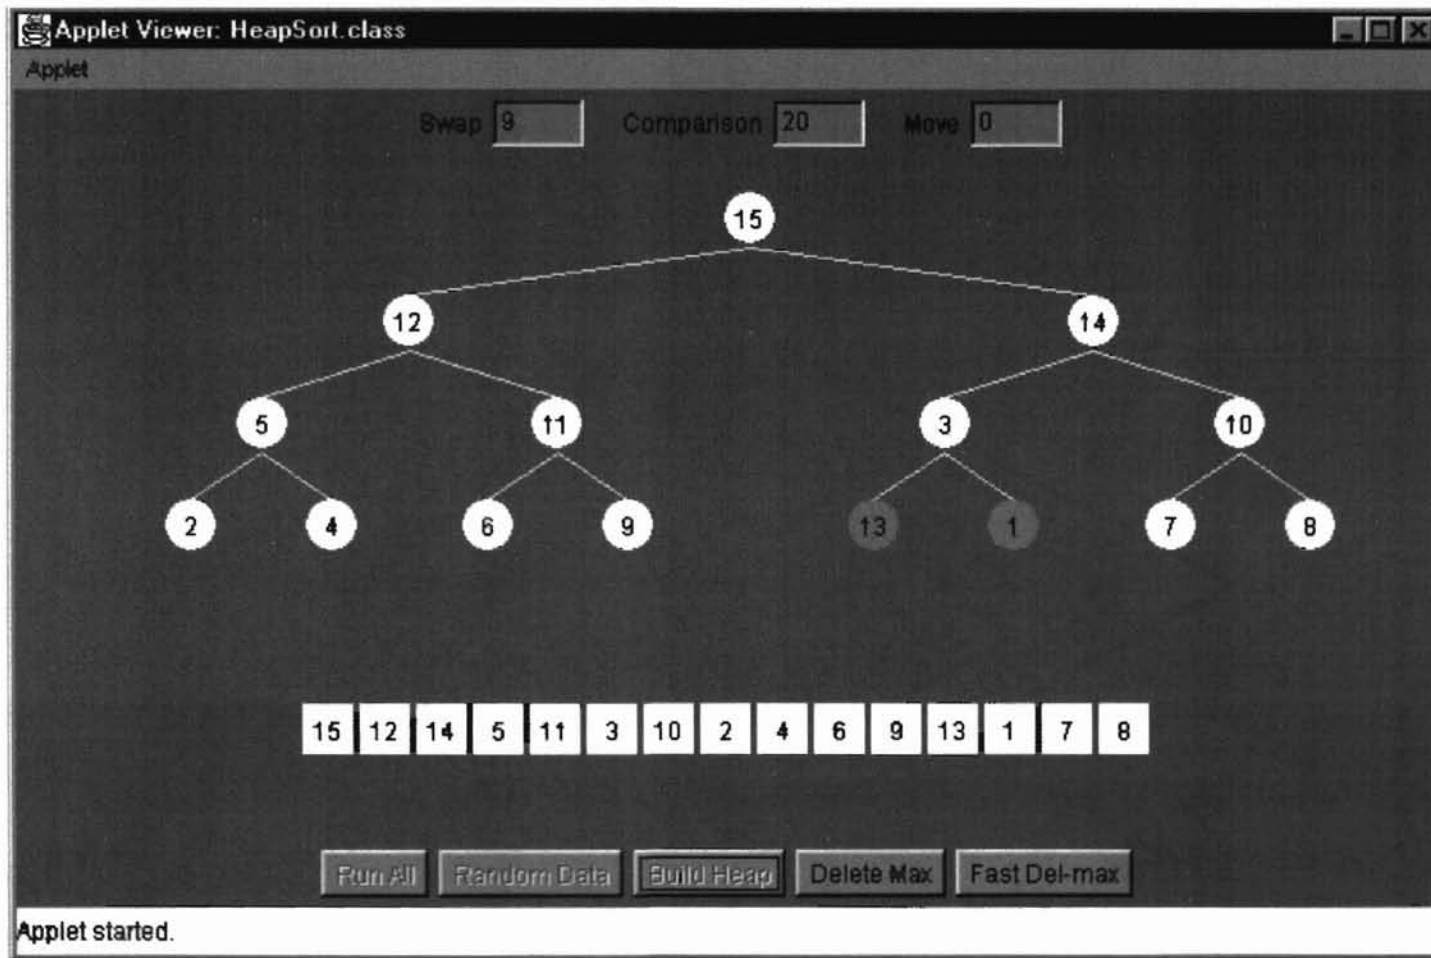 Applet Viewer: HeapSort.class
Applet
Swap 9 Comparison 20 Move 0
15
12 14
5 11 3 10
2 4 6 9 13 1 7 8
15 12 14 5 11 3 10 2 4 6 9 13 1 7 8
Run All Random Data Build Heap Delete Max Fast Del-max
Applet started.